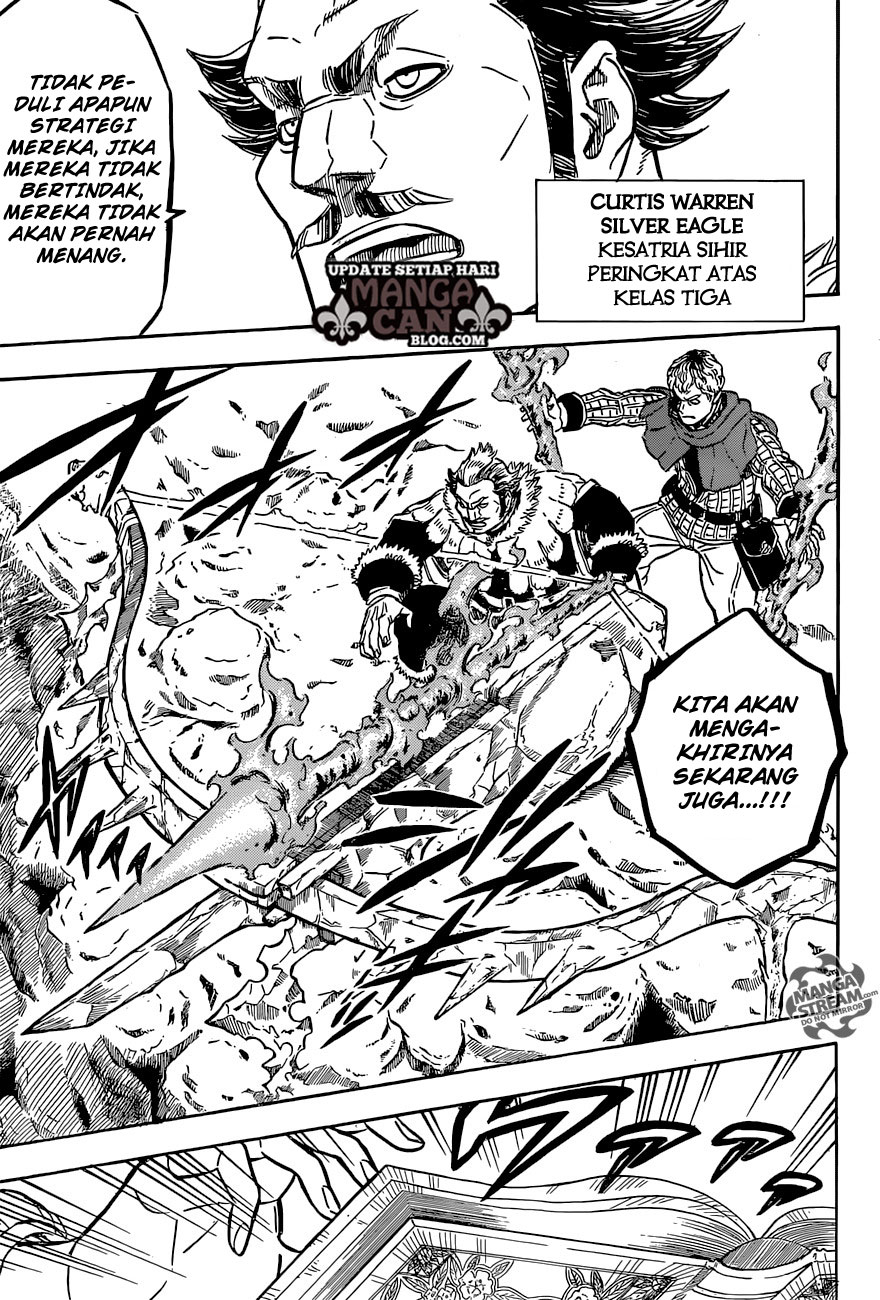 TIDAK PE-
DULI APAPUN
STRATEGI
MEREKA, JIKA
MEREKA TIDAK
BERTINDAK,
MEREKA TIDAK
AKAN PERNAH
MENANG.
CURTIS WARREN
SILVER EAGLE
KESATRIA SIHIR
PERINGKAT ATAS
KELAS TIGA
UPDATE SETIAP HARI
MANGA
CAN
BLOG.COM
KITA AKAN
MENGA-
KHIRINYA
SEKARANG
JUGA...!!!
MANGA
STREAM.com
DO NOT MIRROR